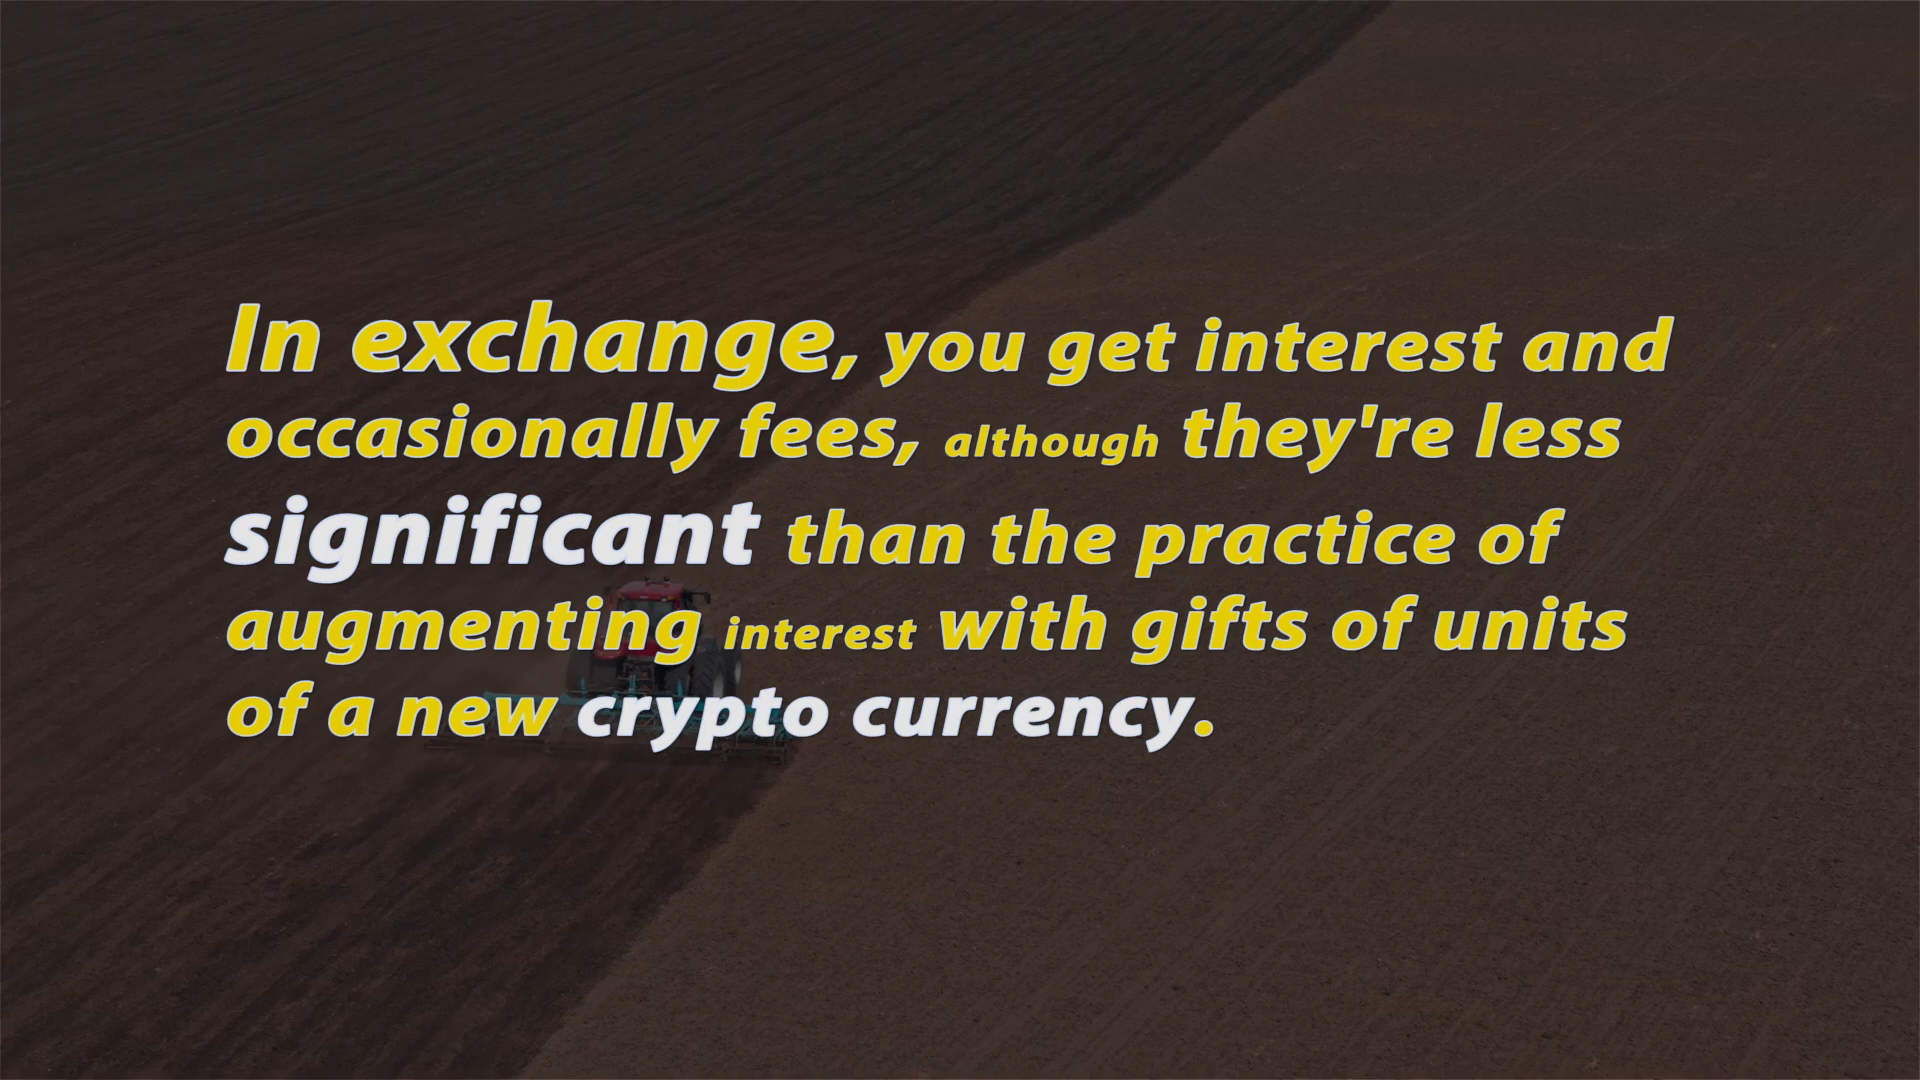 In exchange, you get interest and
occasionally fees, although they're less
significant than the practice of
augmenting interest with gifts of units
of a new crypto currency.